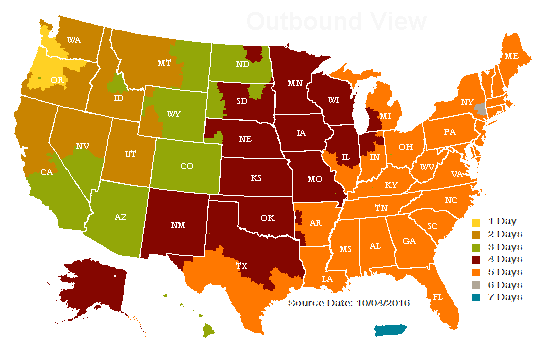 Outbound View
WA
OR
CA
NV
ID
MT
WY
UT
CO
AZ
NM
ND
SD
NE
KS
OK
TX
MN
IA
MO
AR
LA
WI
IL
IN
MI
OH
KY
TN
MS
AL
GA
FL
SC
NC
VA
WV
PA
NY
ME
1 Day
2 Days
3 Days
4 Days
5 Days
6 Days
7 Days
Source Date: 10/04/2016